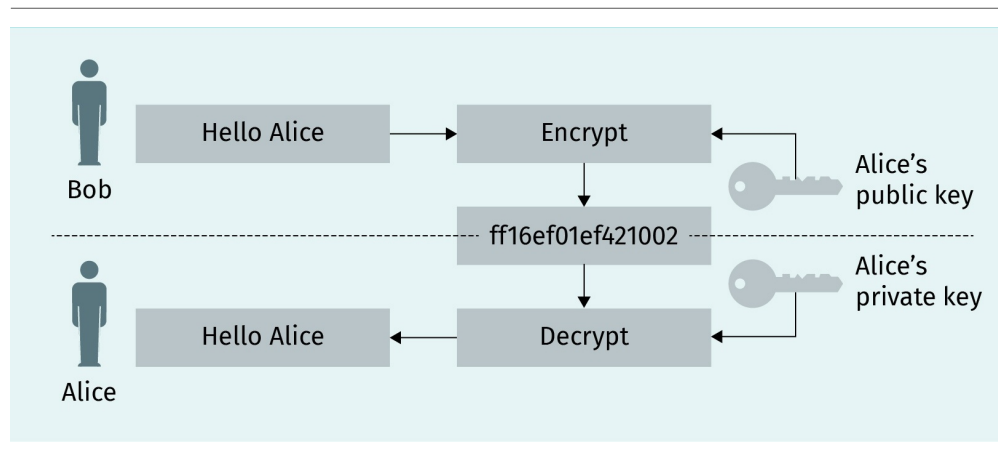 Hello Alice
Encrypt
Alice’s
public key
Bob
ff16ef01ef421002
Alice’s
private key
Hello Alice
Decrypt
Alice